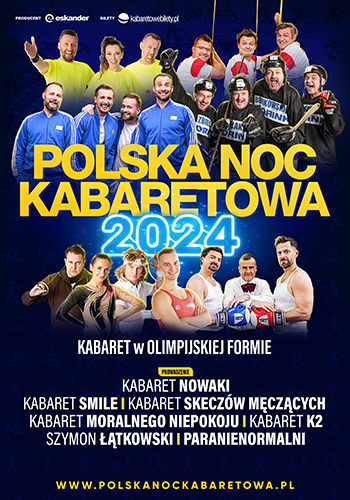 PRODUCENT eskander BILETY kabaretowebilety.pl
POLSKA NOC
KABARETOWA
2024
KABARET w OLIMPIJSKIEJ FORMIE
PROWADZENIE
KABARET NOWAKI
KABARET SMILE I KABARET SKECZÓW MĘCZĄCYCH
KABARET MORALNEGO NIEPOKOJU I KABARET K2
SZYMON ŁĄTKOWSKI I PARANIENORMALNI
WWW.POLSKANOCKABARETOWA.PL